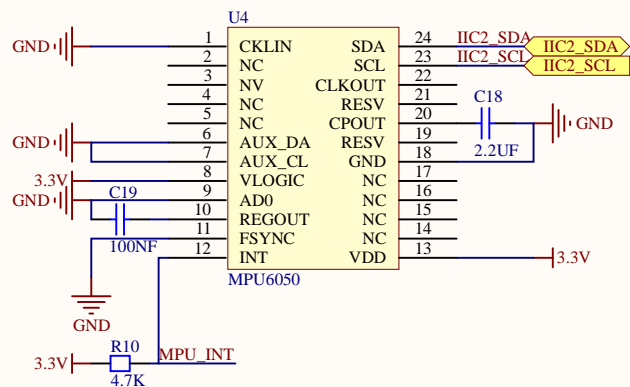 U4
GND 1 CKLIN SDA 24 IIC2_SDA IIC2_SDA
2 NC SCL 23 IIC2_SCL IIC2_SCL
3 NV CLKOUT 22
4 NC RESV 21
5 NC CPOUT 20 C18 GND
GND 6 AUX_DA RESV 19
7 AUX_CL GND 18 2.2UF
3.3V 8 VLOGIC NC 17
GND 9 AD0 NC 16
C19 10 REGOUT NC 15
100NF 11 FSYNC NC 14
12 INT VDD 13 3.3V
MPU6050
GND
R10
3.3V MPU_INT
4.7K